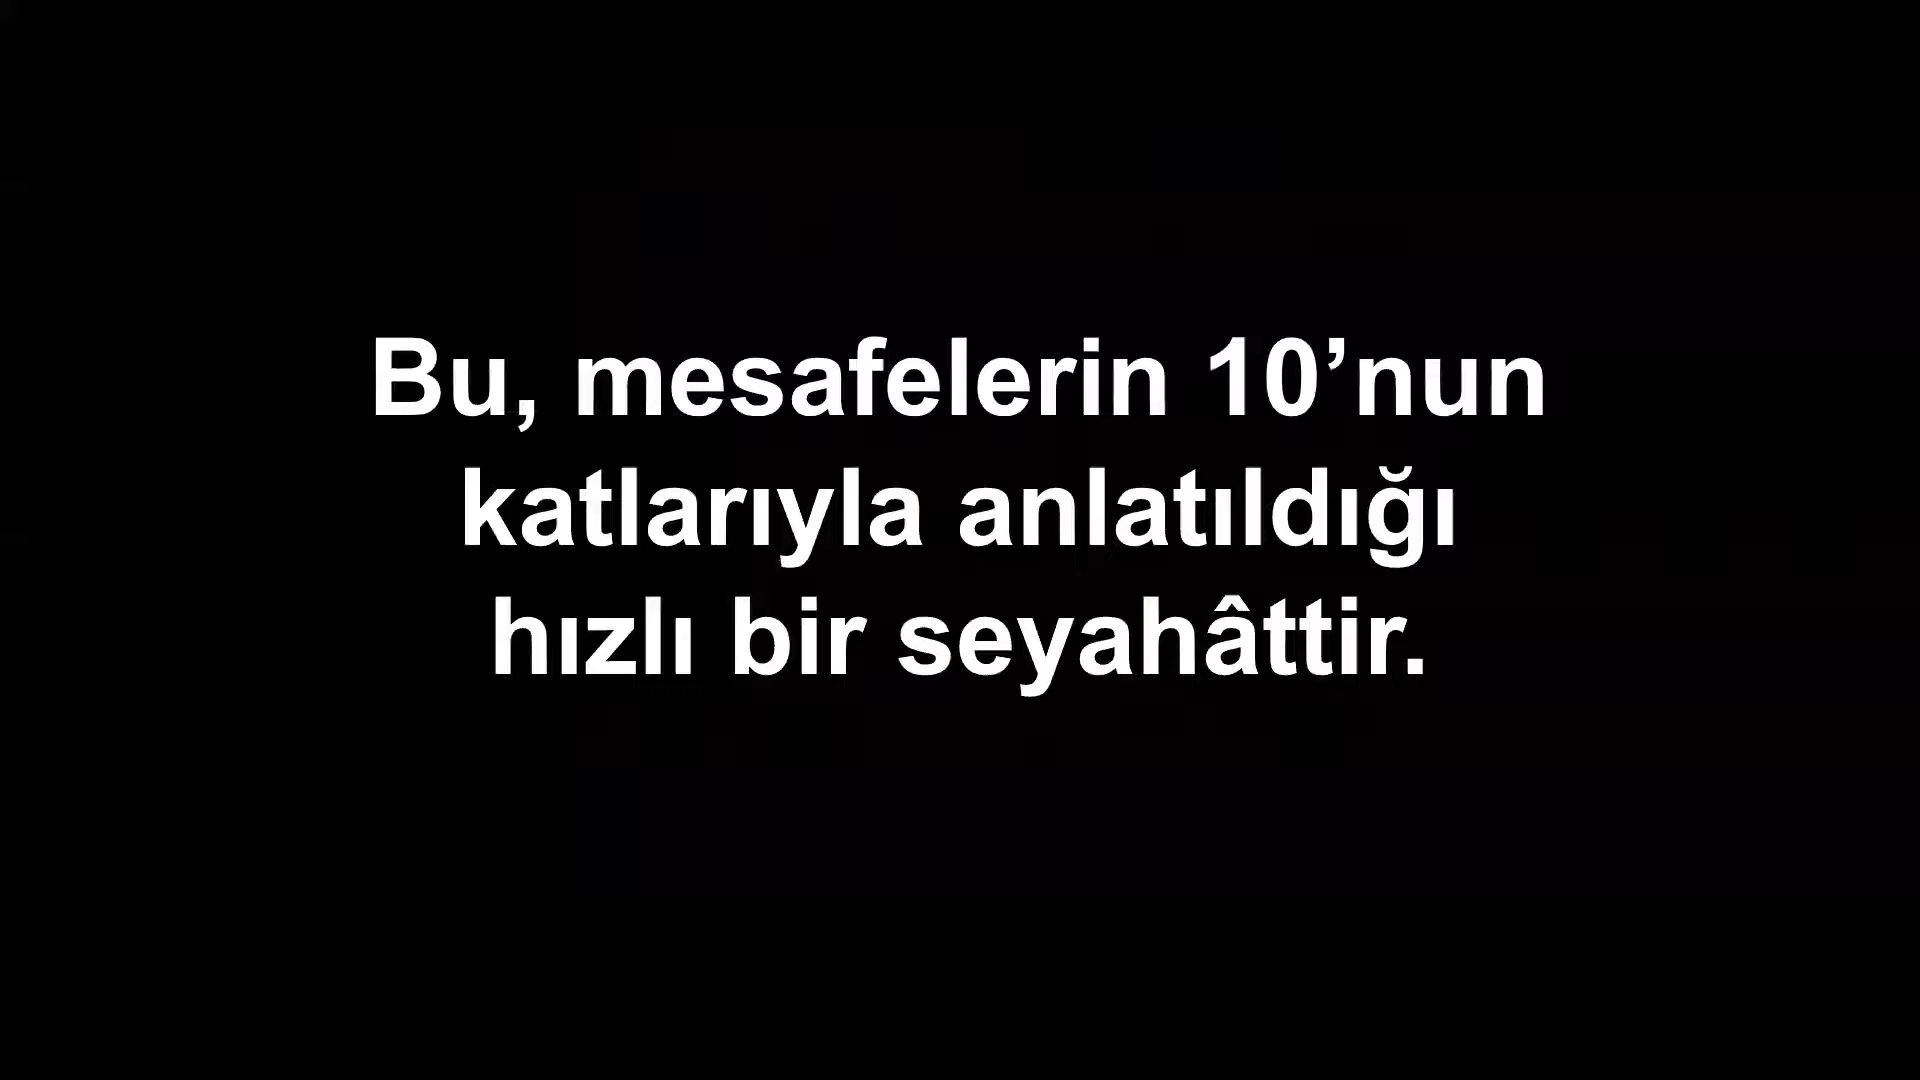 Bu, mesafelerin 10’nun
katlarıyla anlatıldığı
hızlı bir seyahâttir.